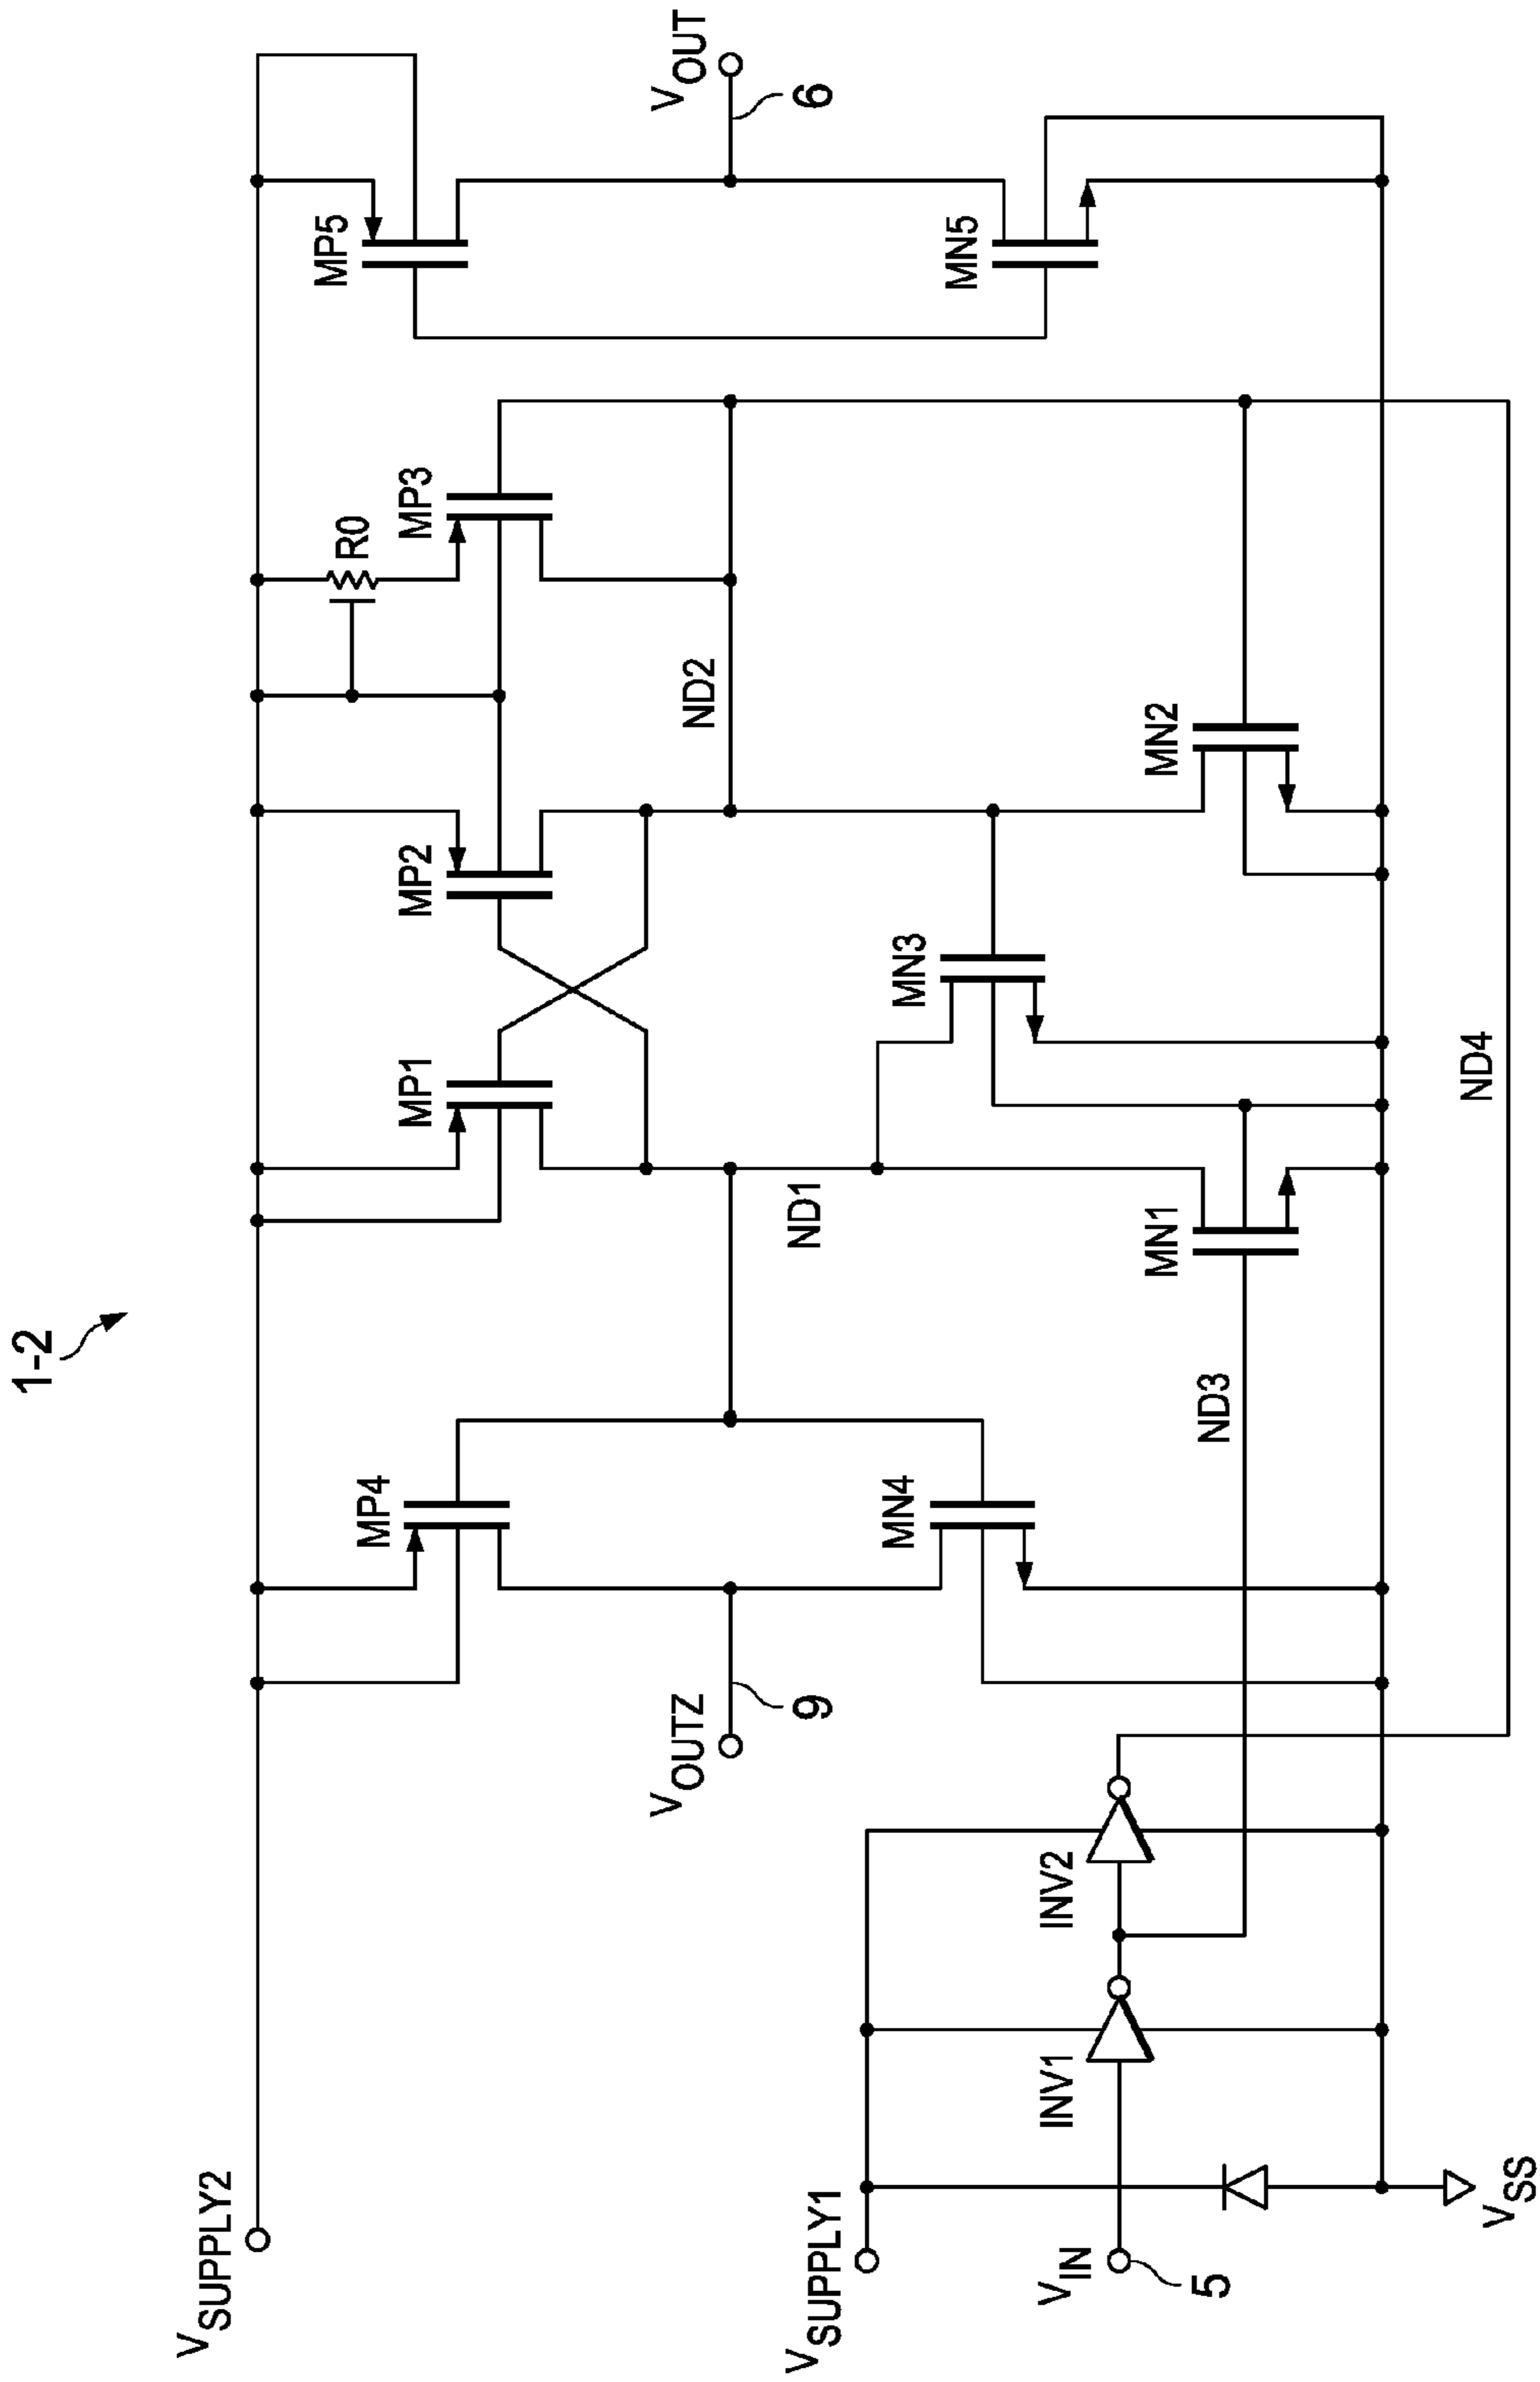 1-2
VSUPPLY2
MP4
MP1
MP2
MP3
R0
MP5
VOUTZ
9
ND1
ND2
VOUT
6
VSUPPLY1
VIN
5
INV1
INV2
MN4
MN3
MN5
ND3
MN1
MN2
ND4
VSS